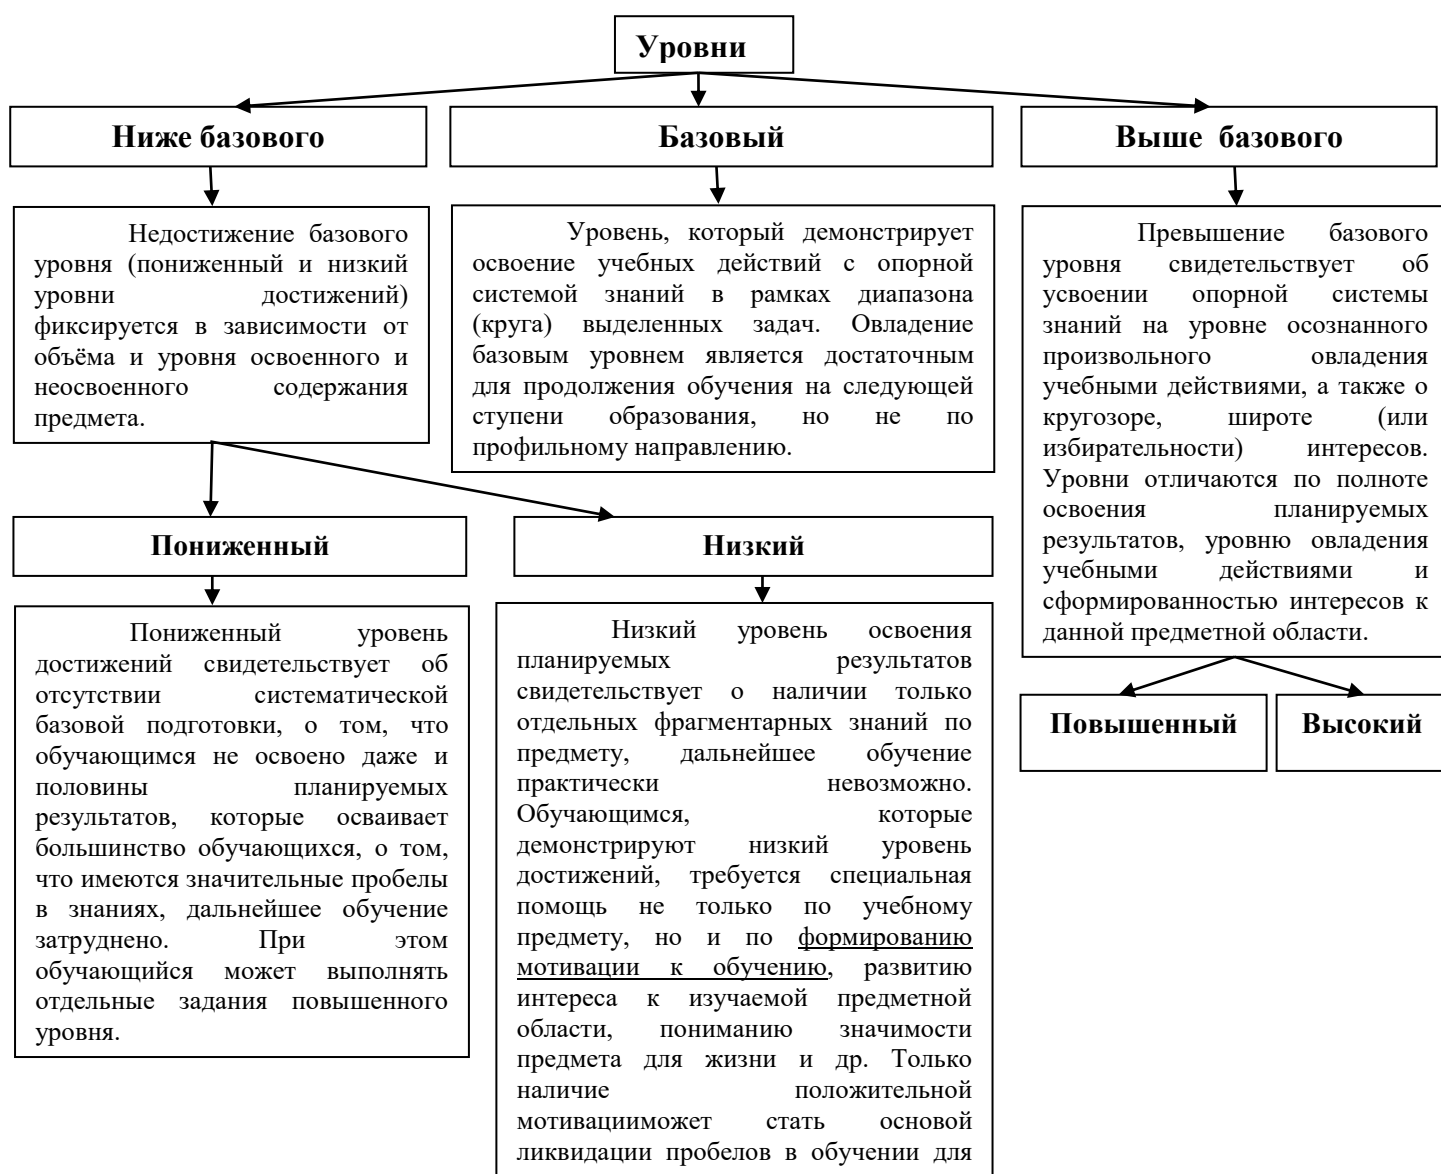 Уровни
Ниже базового
Базовый
Выше базового
Недостижение базового
уровня (пониженный и низкий
уровни достижений)
фиксируется в зависимости от
объёма и уровня освоенного и
неосвоенного содержания
предмета.
Уровень, который демонстрирует
освоение учебных действий с опорной
системой знаний в рамках диапазона
(круга) выделенных задач. Овладение
базовым уровнем является достаточным
для продолжения обучения на следующей
ступени образования, но не по
профильному направлению.
Превышение базового
уровня свидетельствует об
усвоении опорной системы
знаний на уровне осознанного
произвольного овладения
учебными действиями, а также о
кругозоре, широте (или
избирательности) интересов.
Уровни отличаются по полноте
освоения планируемых
результатов, уровню овладения
учебными действиями и
сформированностью интересов к
данной предметной области.
Пониженный
Низкий
Повышенный
Высокий
Пониженный уровень
достижений свидетельствует об
отсутствии систематической
базовой подготовки, о том, что
обучающимся не освоено даже и
половины планируемых
результатов, которые осваивает
большинство обучающихся, о том,
что имеются значительные пробелы
в знаниях, дальнейшее обучение
затруднено. При этом
обучающийся может выполнять
отдельные задания повышенного
уровня.
Низкий уровень освоения
планируемых результатов
свидетельствует о наличии только
отдельных фрагментарных знаний по
предмету, дальнейшее обучение
практически невозможно.
Обучающимся, которые
демонстрируют низкий уровень
достижений, требуется специальная
помощь не только по учебному
предмету, но и по формированию
мотивации к обучению, развитию
интереса к изучаемой предметной
области, пониманию значимости
предмета для жизни и др. Только
наличие положительной
мотивацииможет стать основой
ликвидации пробелов в обучении для